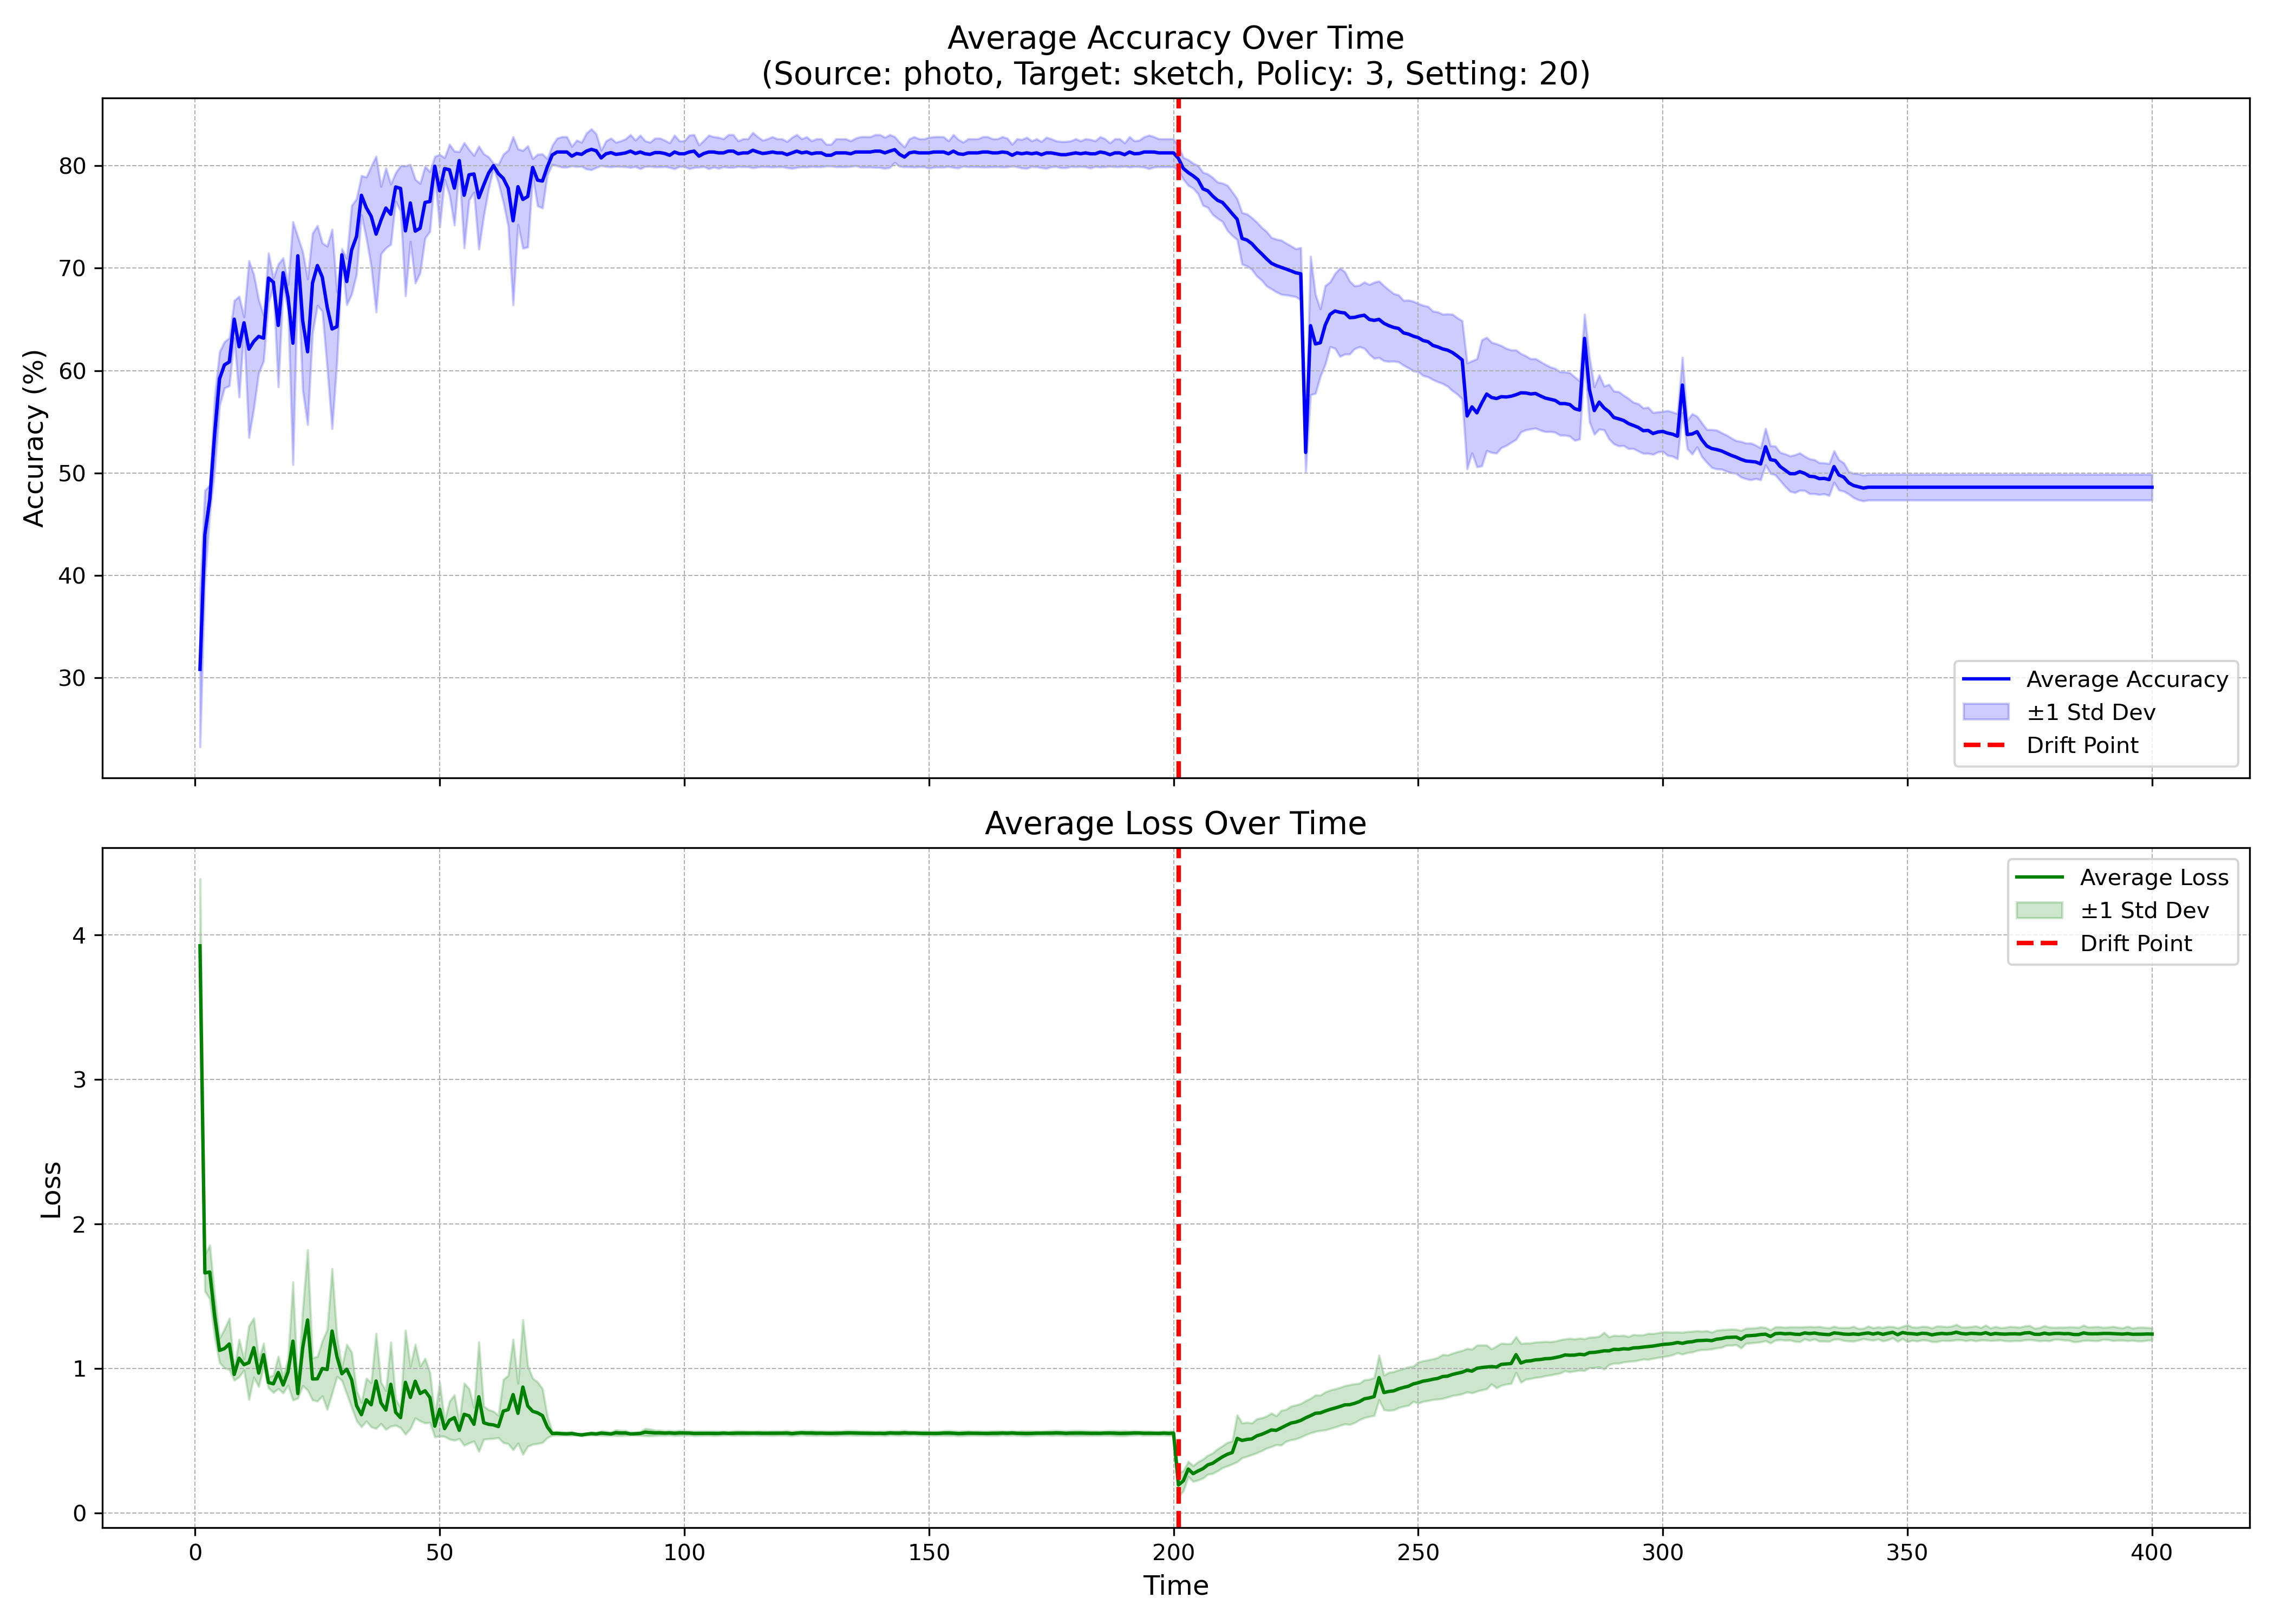 Average Accuracy Over Time
(Source: photo, Target: sketch, Policy: 3, Setting: 20)
Accuracy (%)
80
70
60
50
40
30
Average Accuracy
±1 Std Dev
Drift Point
Average Loss Over Time
Loss
4
3
2
1
0
Average Loss
±1 Std Dev
Drift Point
0 50 100 150 200 250 300 350 400
Time